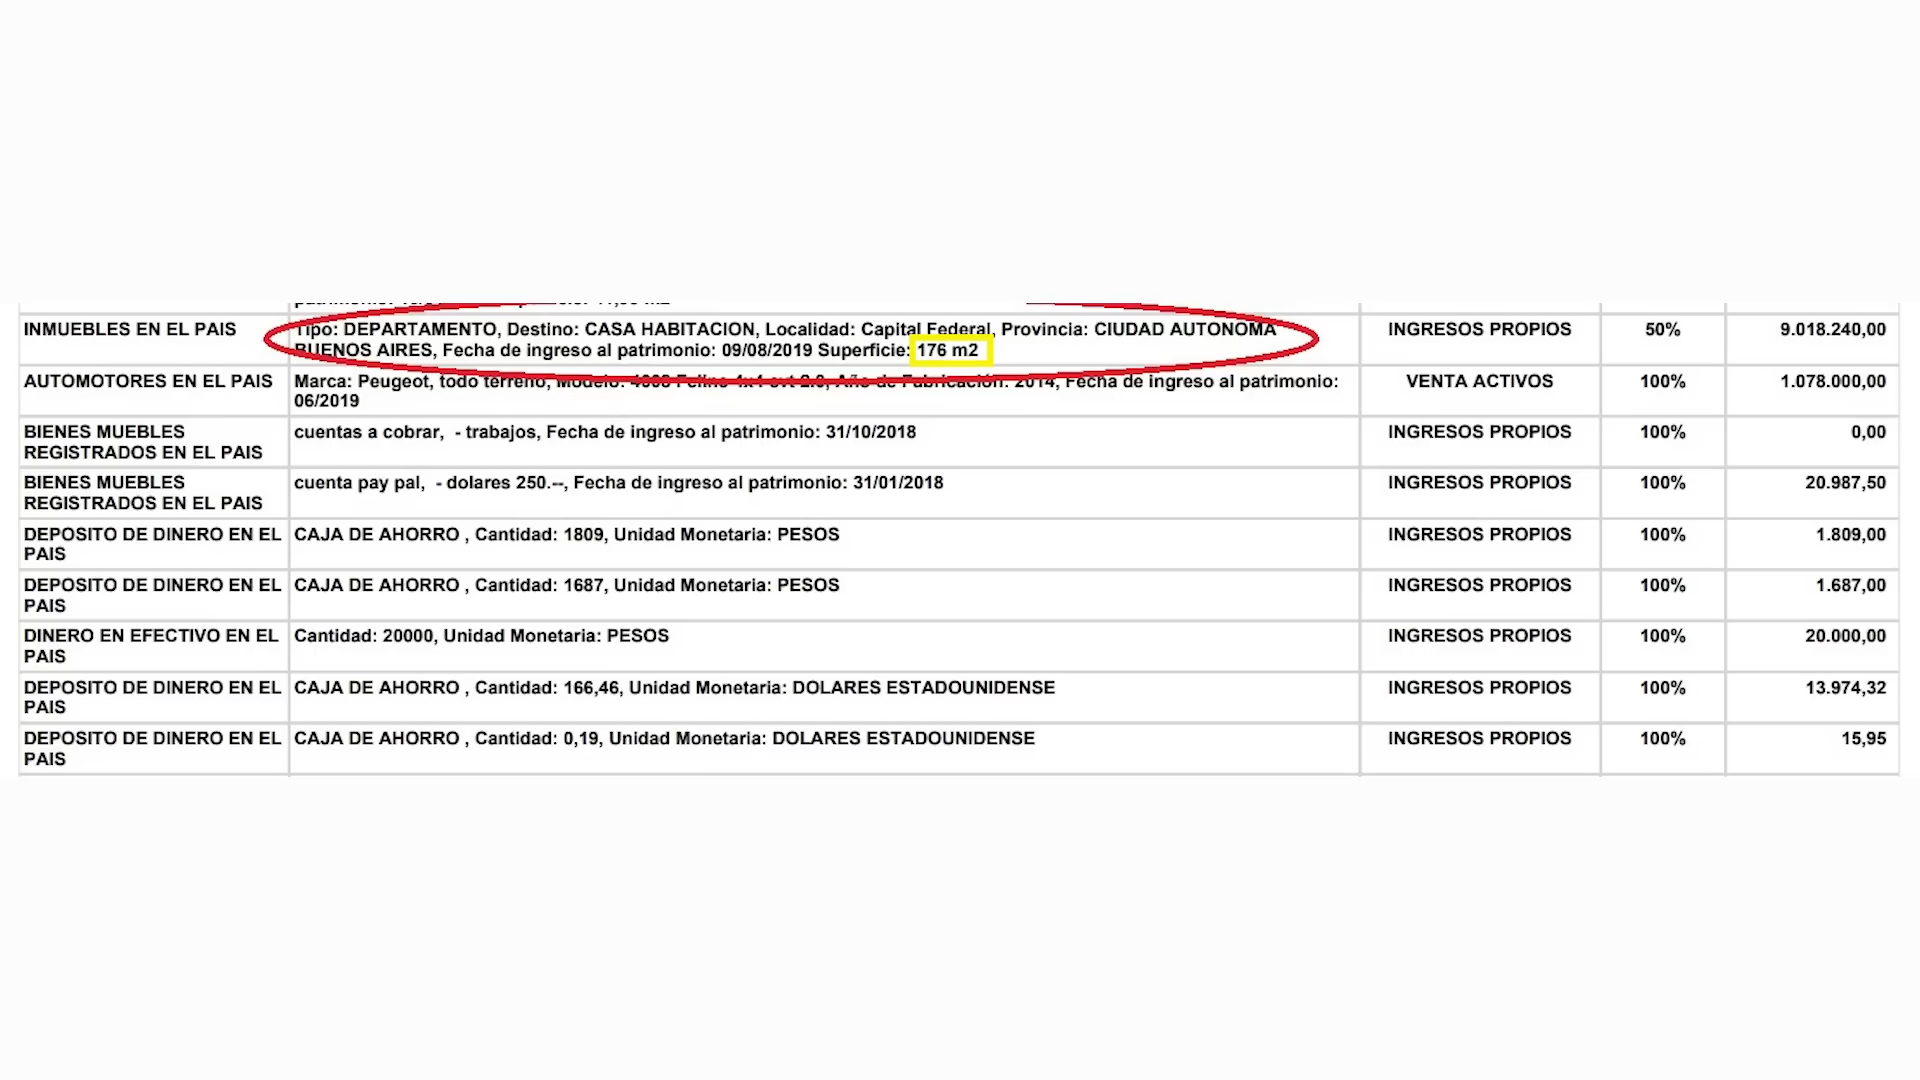 INMUEBLES EN EL PAIS
Tipo: DEPARTAMENTO, Destino: CASA HABITACION, Localidad: Capital Federal, Provincia: CIUDAD AUTONOMA
BUENOS AIRES, Fecha de ingreso al patrimonio: 09/08/2019 Superficie: 176 m2
INGRESOS PROPIOS
50%
9.018.240,00
AUTOMOTORES EN EL PAIS
Marca: Peugeot, todo terreno, Modelo: 4008 Feline 4x4 cvt 2.0, Año de Fabricación: 2014, Fecha de ingreso al patrimonio:
06/2019
VENTA ACTIVOS
100%
1.078.000,00
BIENES MUEBLES
REGISTRADOS EN EL PAIS
cuentas a cobrar,  - trabajos, Fecha de ingreso al patrimonio: 31/10/2018
INGRESOS PROPIOS
100%
0,00
BIENES MUEBLES
REGISTRADOS EN EL PAIS
cuenta pay pal,  - dolares 250.--, Fecha de ingreso al patrimonio: 31/01/2018
INGRESOS PROPIOS
100%
20.987,50
DEPOSITO DE DINERO EN EL
PAIS
CAJA DE AHORRO , Cantidad: 1809, Unidad Monetaria: PESOS
INGRESOS PROPIOS
100%
1.809,00
DEPOSITO DE DINERO EN EL
PAIS
CAJA DE AHORRO , Cantidad: 1687, Unidad Monetaria: PESOS
INGRESOS PROPIOS
100%
1.687,00
DINERO EN EFECTIVO EN EL
PAIS
Cantidad: 20000, Unidad Monetaria: PESOS
INGRESOS PROPIOS
100%
20.000,00
DEPOSITO DE DINERO EN EL
PAIS
CAJA DE AHORRO , Cantidad: 166,46, Unidad Monetaria: DOLARES ESTADOUNIDENSE
INGRESOS PROPIOS
100%
13.974,32
DEPOSITO DE DINERO EN EL
PAIS
CAJA DE AHORRO , Cantidad: 0,19, Unidad Monetaria: DOLARES ESTADOUNIDENSE
INGRESOS PROPIOS
100%
15,95